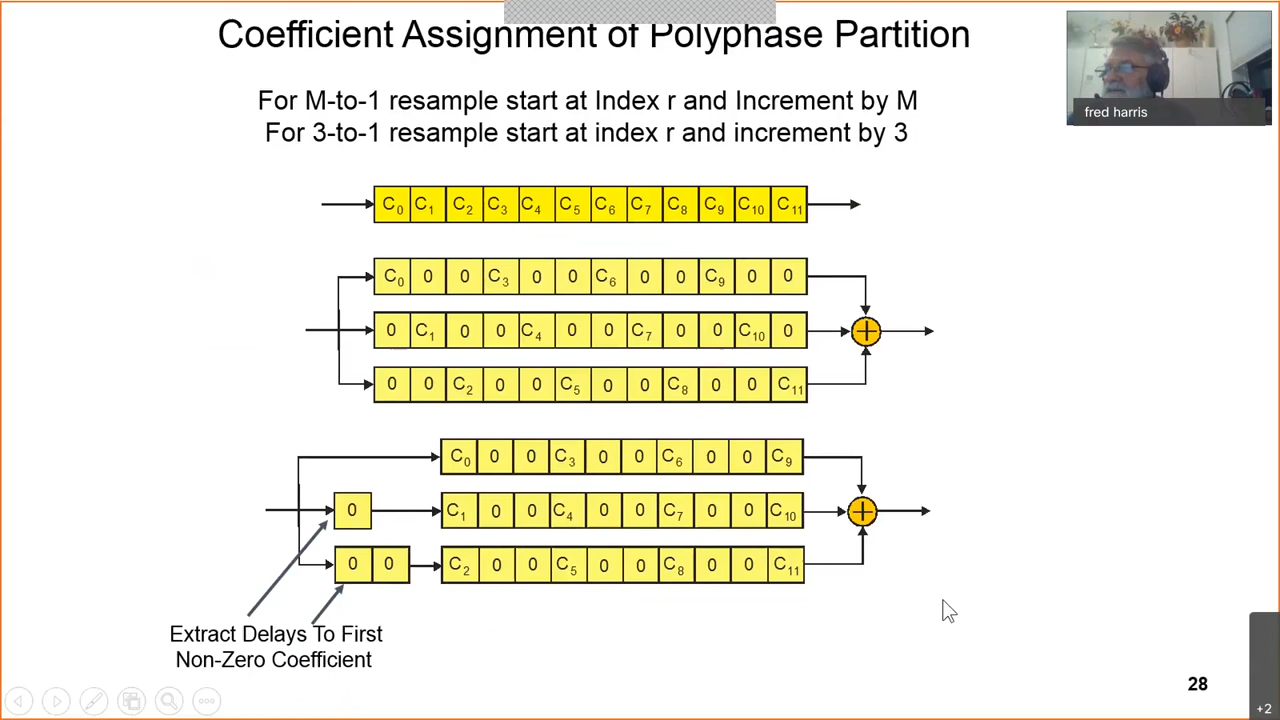 Coefficient Assignment of Polyphase Partition
fred harris
For M-to-1 resample start at Index r and Increment by M
For 3-to-1 resample start at index r and increment by 3
C0 C1 C2 C3 C4 C5 C6 C7 C8 C9 C10 C11
C0 0 0 C3 0 0 C6 0 0 C9 0 0
0 C1 0 0 C4 0 0 C7 0 0 C10 0
0 0 C2 0 0 C5 0 0 C8 0 0 C11
C0 0 0 C3 0 0 C6 0 0 C9
0 C1 0 0 C4 0 0 C7 0 0 C10
0 0 C2 0 0 C5 0 0 C8 0 0 C11
Extract Delays To First
Non-Zero Coefficient
28
+2